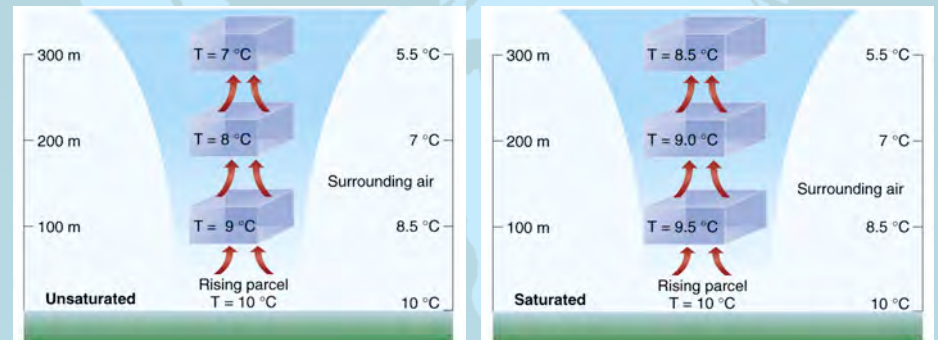 300 m
T = 7 °C
5.5 °C
200 m
T = 8 °C
7 °C
Surrounding air
100 m
T = 9 °C
8.5 °C
Rising parcel
Unsaturated
T = 10 °C
10 °C
300 m
T = 8.5 °C
5.5 °C
200 m
T = 9.0 °C
7 °C
Surrounding air
100 m
T = 9.5 °C
8.5 °C
Rising parcel
Saturated
T = 10 °C
10 °C